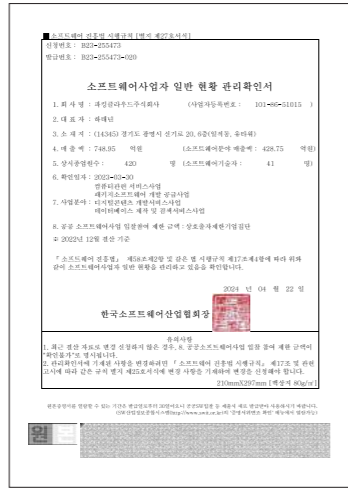 ■소프트웨어 진흥법 시행규칙 [별지 제27호서식]
신청번호 : B23-255473
발급번호 : B23-255473-020
소프트웨어사업자 일반 현황 관리확인서
1. 회 사 명 : 파킹클라우드주식회사 (사업자등록번호 : 101-86-51015 )
2. 대 표 자 :
3. 소 재 지 : (14345) 경기도 광명시 신기로 20, 6층(일직동, 유타워)
4. 매 출 액 : 748.95 억원 (소프트웨어분야 매출액 : 428.75 억원)
5. 상시종업원수 : 420 명 (소프트웨어기술자 : 41 명)
6. 확인일자 : 2023-03-30
컴퓨터관련 서비스사업
패키지소프트웨어 개발·공급사업
7. 사업분야 : 디지털콘텐츠 개발서비스사업
데이터베이스 제작 및 검색서비스사업
8. 공공 소프트웨어 사업 입찰참여 제한 금액 : 상호출자제한기업집단
※ 2022년 12월 결산 기준
『 소프트웨어 진흥법』 제58조제2항 및 같은 법 시행규칙 제17조제4항에 따라 위와
같이 소프트웨어사업자 일반 현황을 관리하고 있음을 확인합니다.
2024 년 04 월 22 일
한국소프트웨어산업협회장
유의사항
1. 최근 결산 자료로 변경 신청하지 않은 경우, 8. 공공소프트웨어사업 입찰 참여 제한 금액이
"확인불가"로 명시됩니다.
2. 관리확인서에 기재된 사항을 변경하려면 『 소프트웨어 진흥법 시행규칙』 제17조 및 관련
고시에 따라 같은 규칙 별지 제25호서식에 변경 사항을 기재하여 변경을 신청해야 합니다.
210mmX297mm [백상지 80g/㎡]
원본